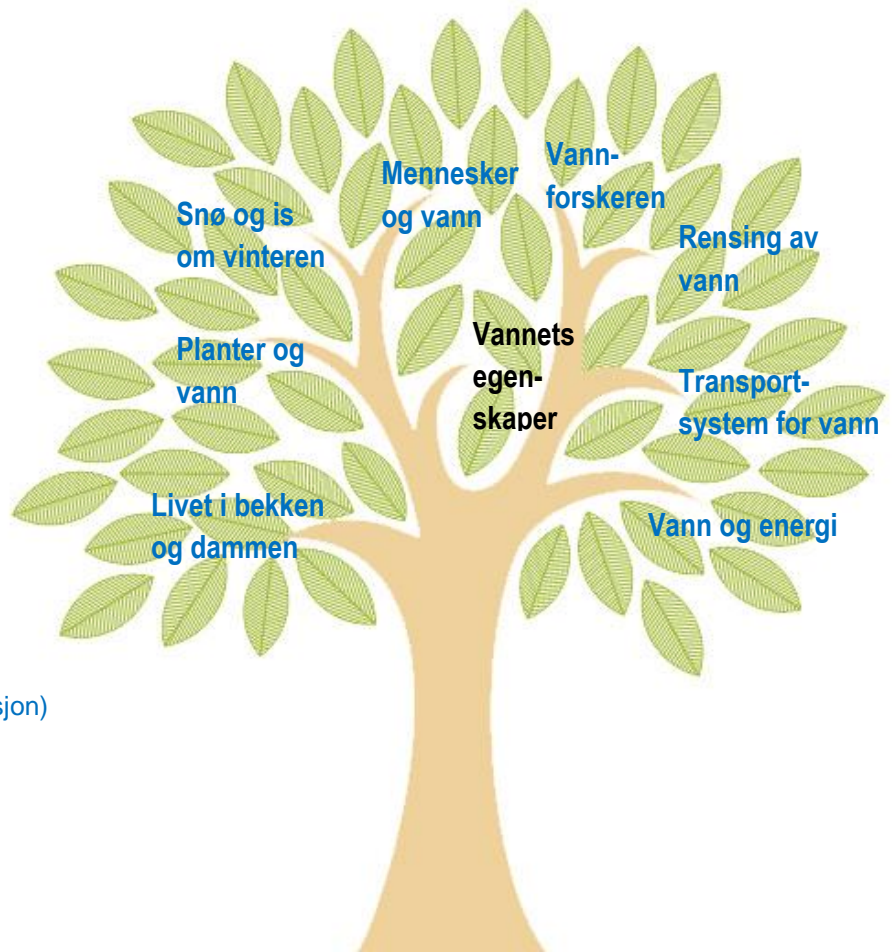 Vann-
forskeren
Mennesker
og vann
Snø og is
om vinteren
Rensing av
vann
Vannets
egen-
skaper
Planter og
vann
Transport-
system for vann
Livet i bekken
og dammen
Vann og energi
sjon)